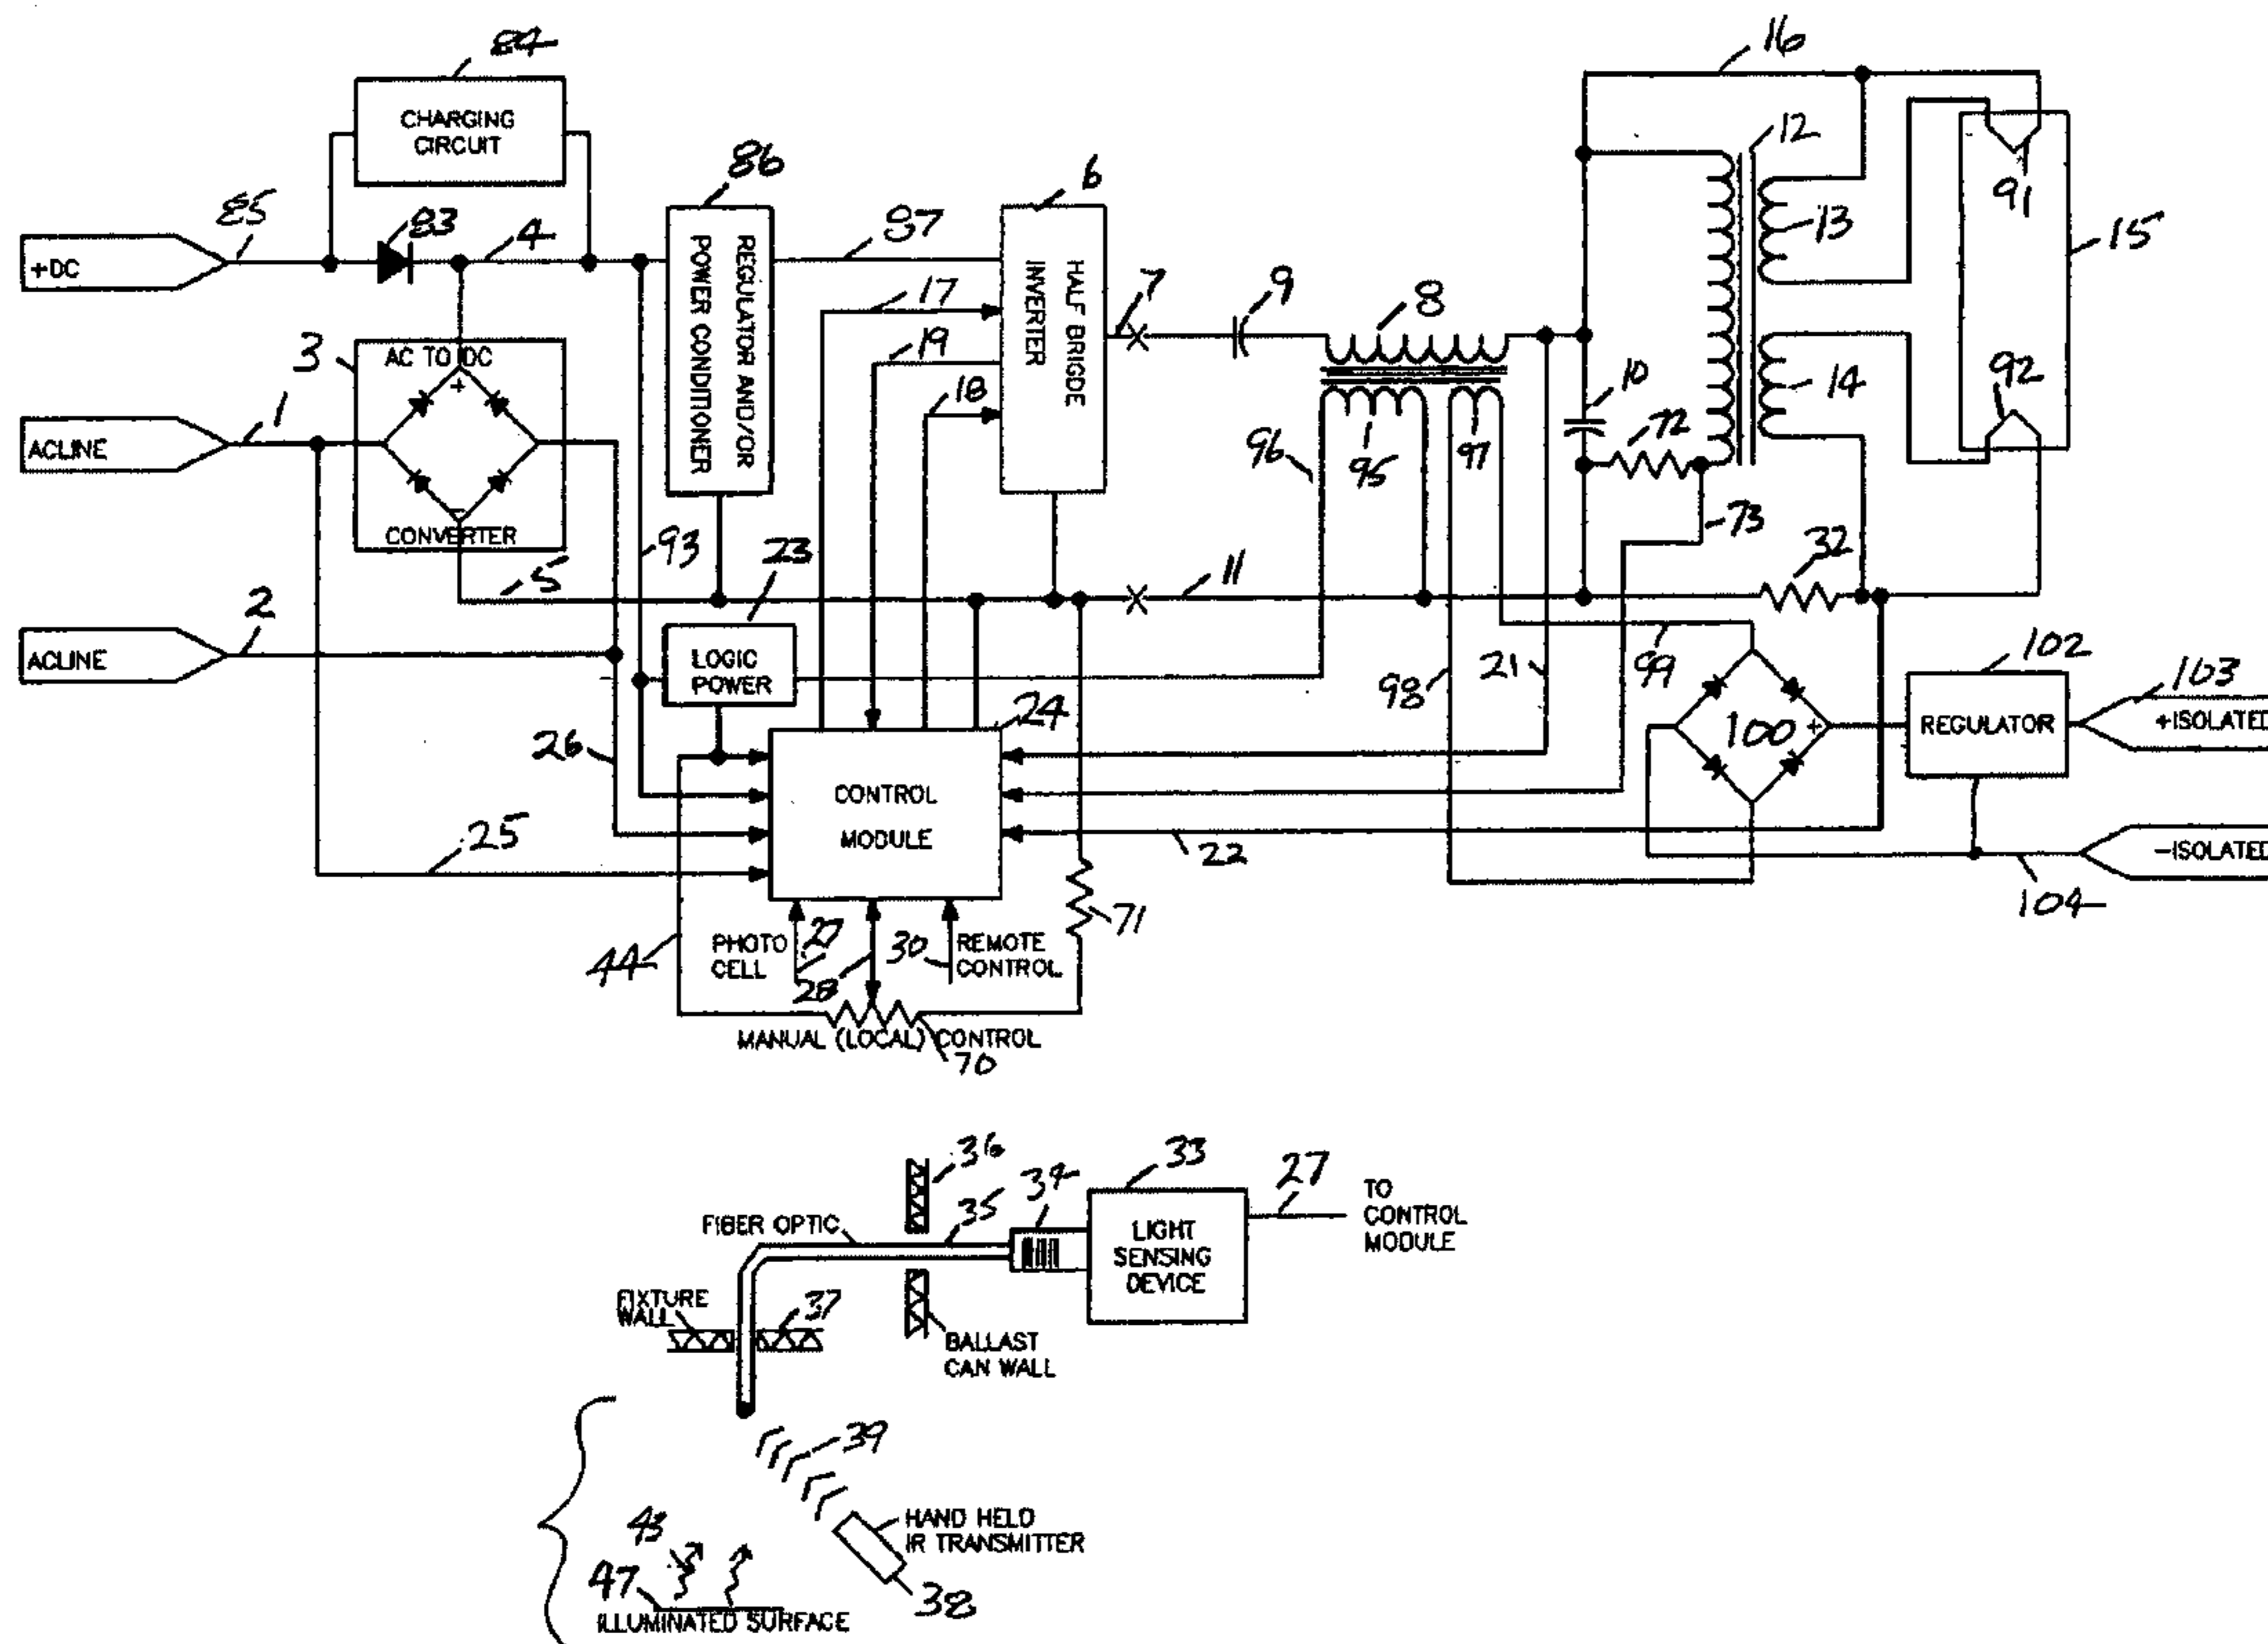 84
CHARGING
CIRCUIT
16
12
86
6
85
83
4
87
91
13
15
+DC
REGULATOR AND/OR
POWER CONDITIONER
HALF BRIGDE
INVERTER
17
7
9
8
3
AC TO DC
+
19
18
10
72
14
92
1
ACLINE
96
95
97
−
CONVERTER
93
23
73
5
11
32
2
ACLINE
LOGIC
POWER
98
21
99
102
103
+ISOLATED
24
26
100
+
REGULATOR
CONTROL
MODULE
25
22
-ISOLATED
104
71
44
PHOTO
CELL
27
28
30
REMOTE
CONTROL
MANUAL (LOCAL) CONTROL
70
36
34
33
35
27
TO
CONTROL
MODULE
FIBER OPTIC
LIGHT
SENSING
DEVICE
FIXTURE
WALL
37
BALLAST
CAN WALL
39
HAND HELD
IR TRANSMITTER
43
47
38
ILLUMINATED SURFACE